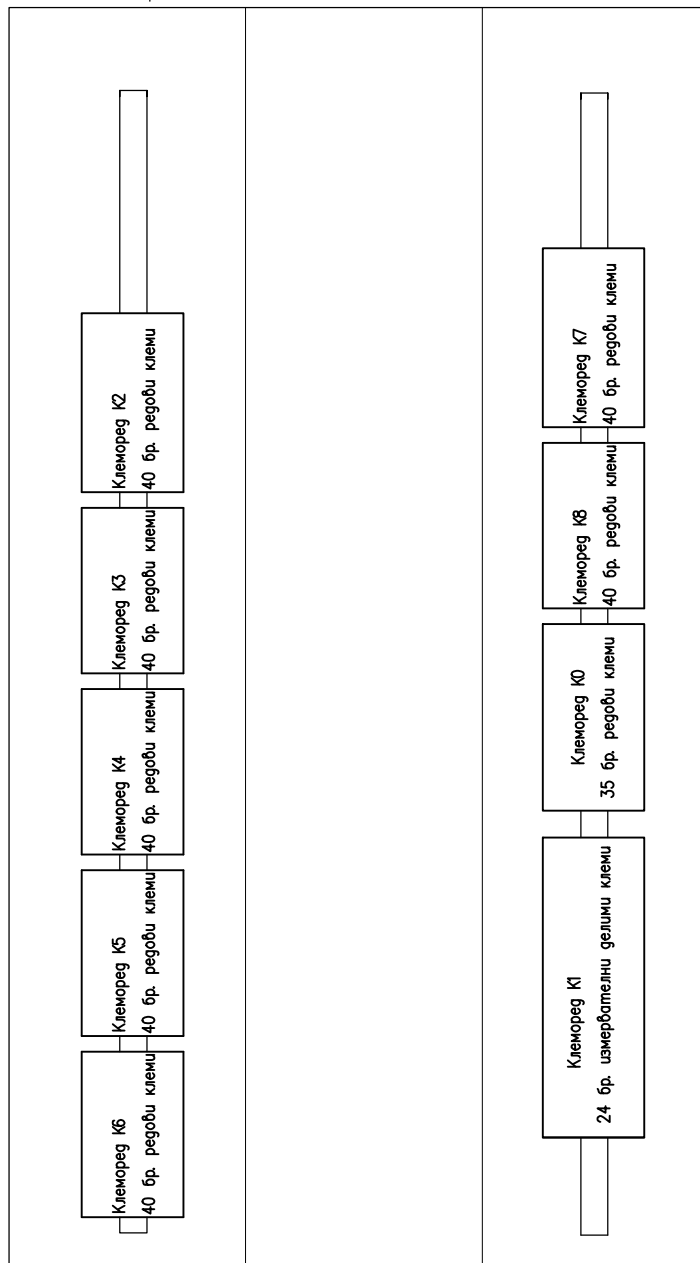 Клеморед К2
40 бр. редови клеми
Клеморед К3
40 бр. редови клеми
Клеморед К4
40 бр. редови клеми
Клеморед К5
40 бр. редови клеми
Клеморед К6
40 бр. редови клеми
Клеморед К7
40 бр. редови клеми
Клеморед К8
40 бр. редови клеми
Клеморед К0
35 бр. редови клеми
Клеморед К1
24 бр. измервателни делими клеми